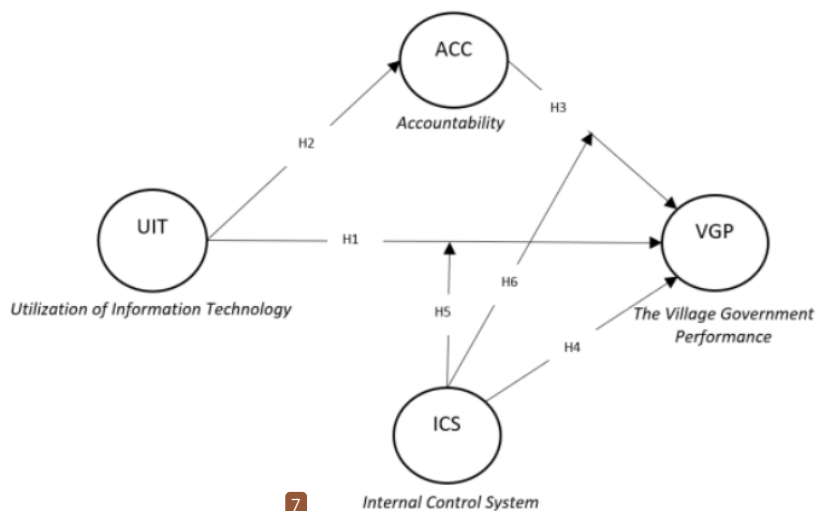 ACC
Accountability
H3
H2
UIT
Utilization of Information Technology
H1
VGP
The Village Government
Performance
H6
H5
H4
ICS
Internal Control System
7